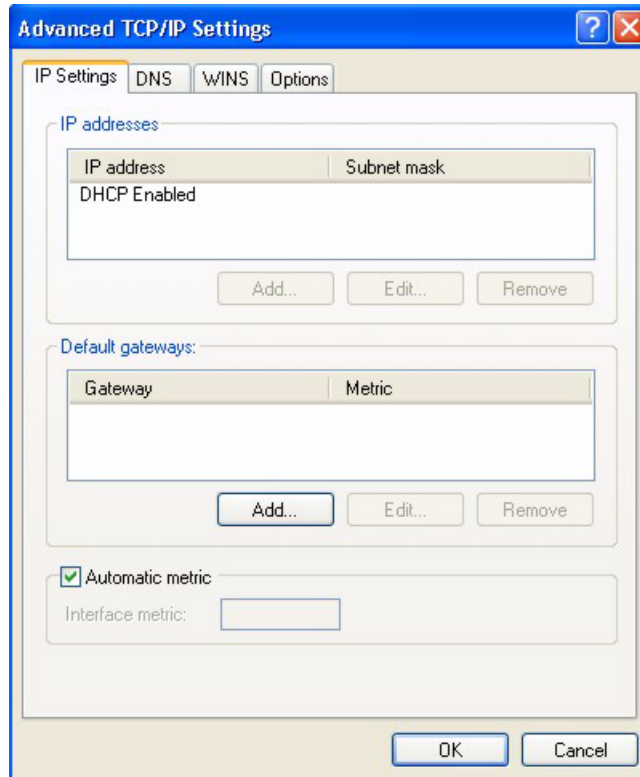 Advanced TCP/IP Settings
IP Settings DNS WINS Options
IP addresses
IP address Subnet mask
DHCP Enabled
Add... Edit... Remove
Default gateways:
Gateway Metric
Add... Edit... Remove
Automatic metric
Interface metric:
OK Cancel